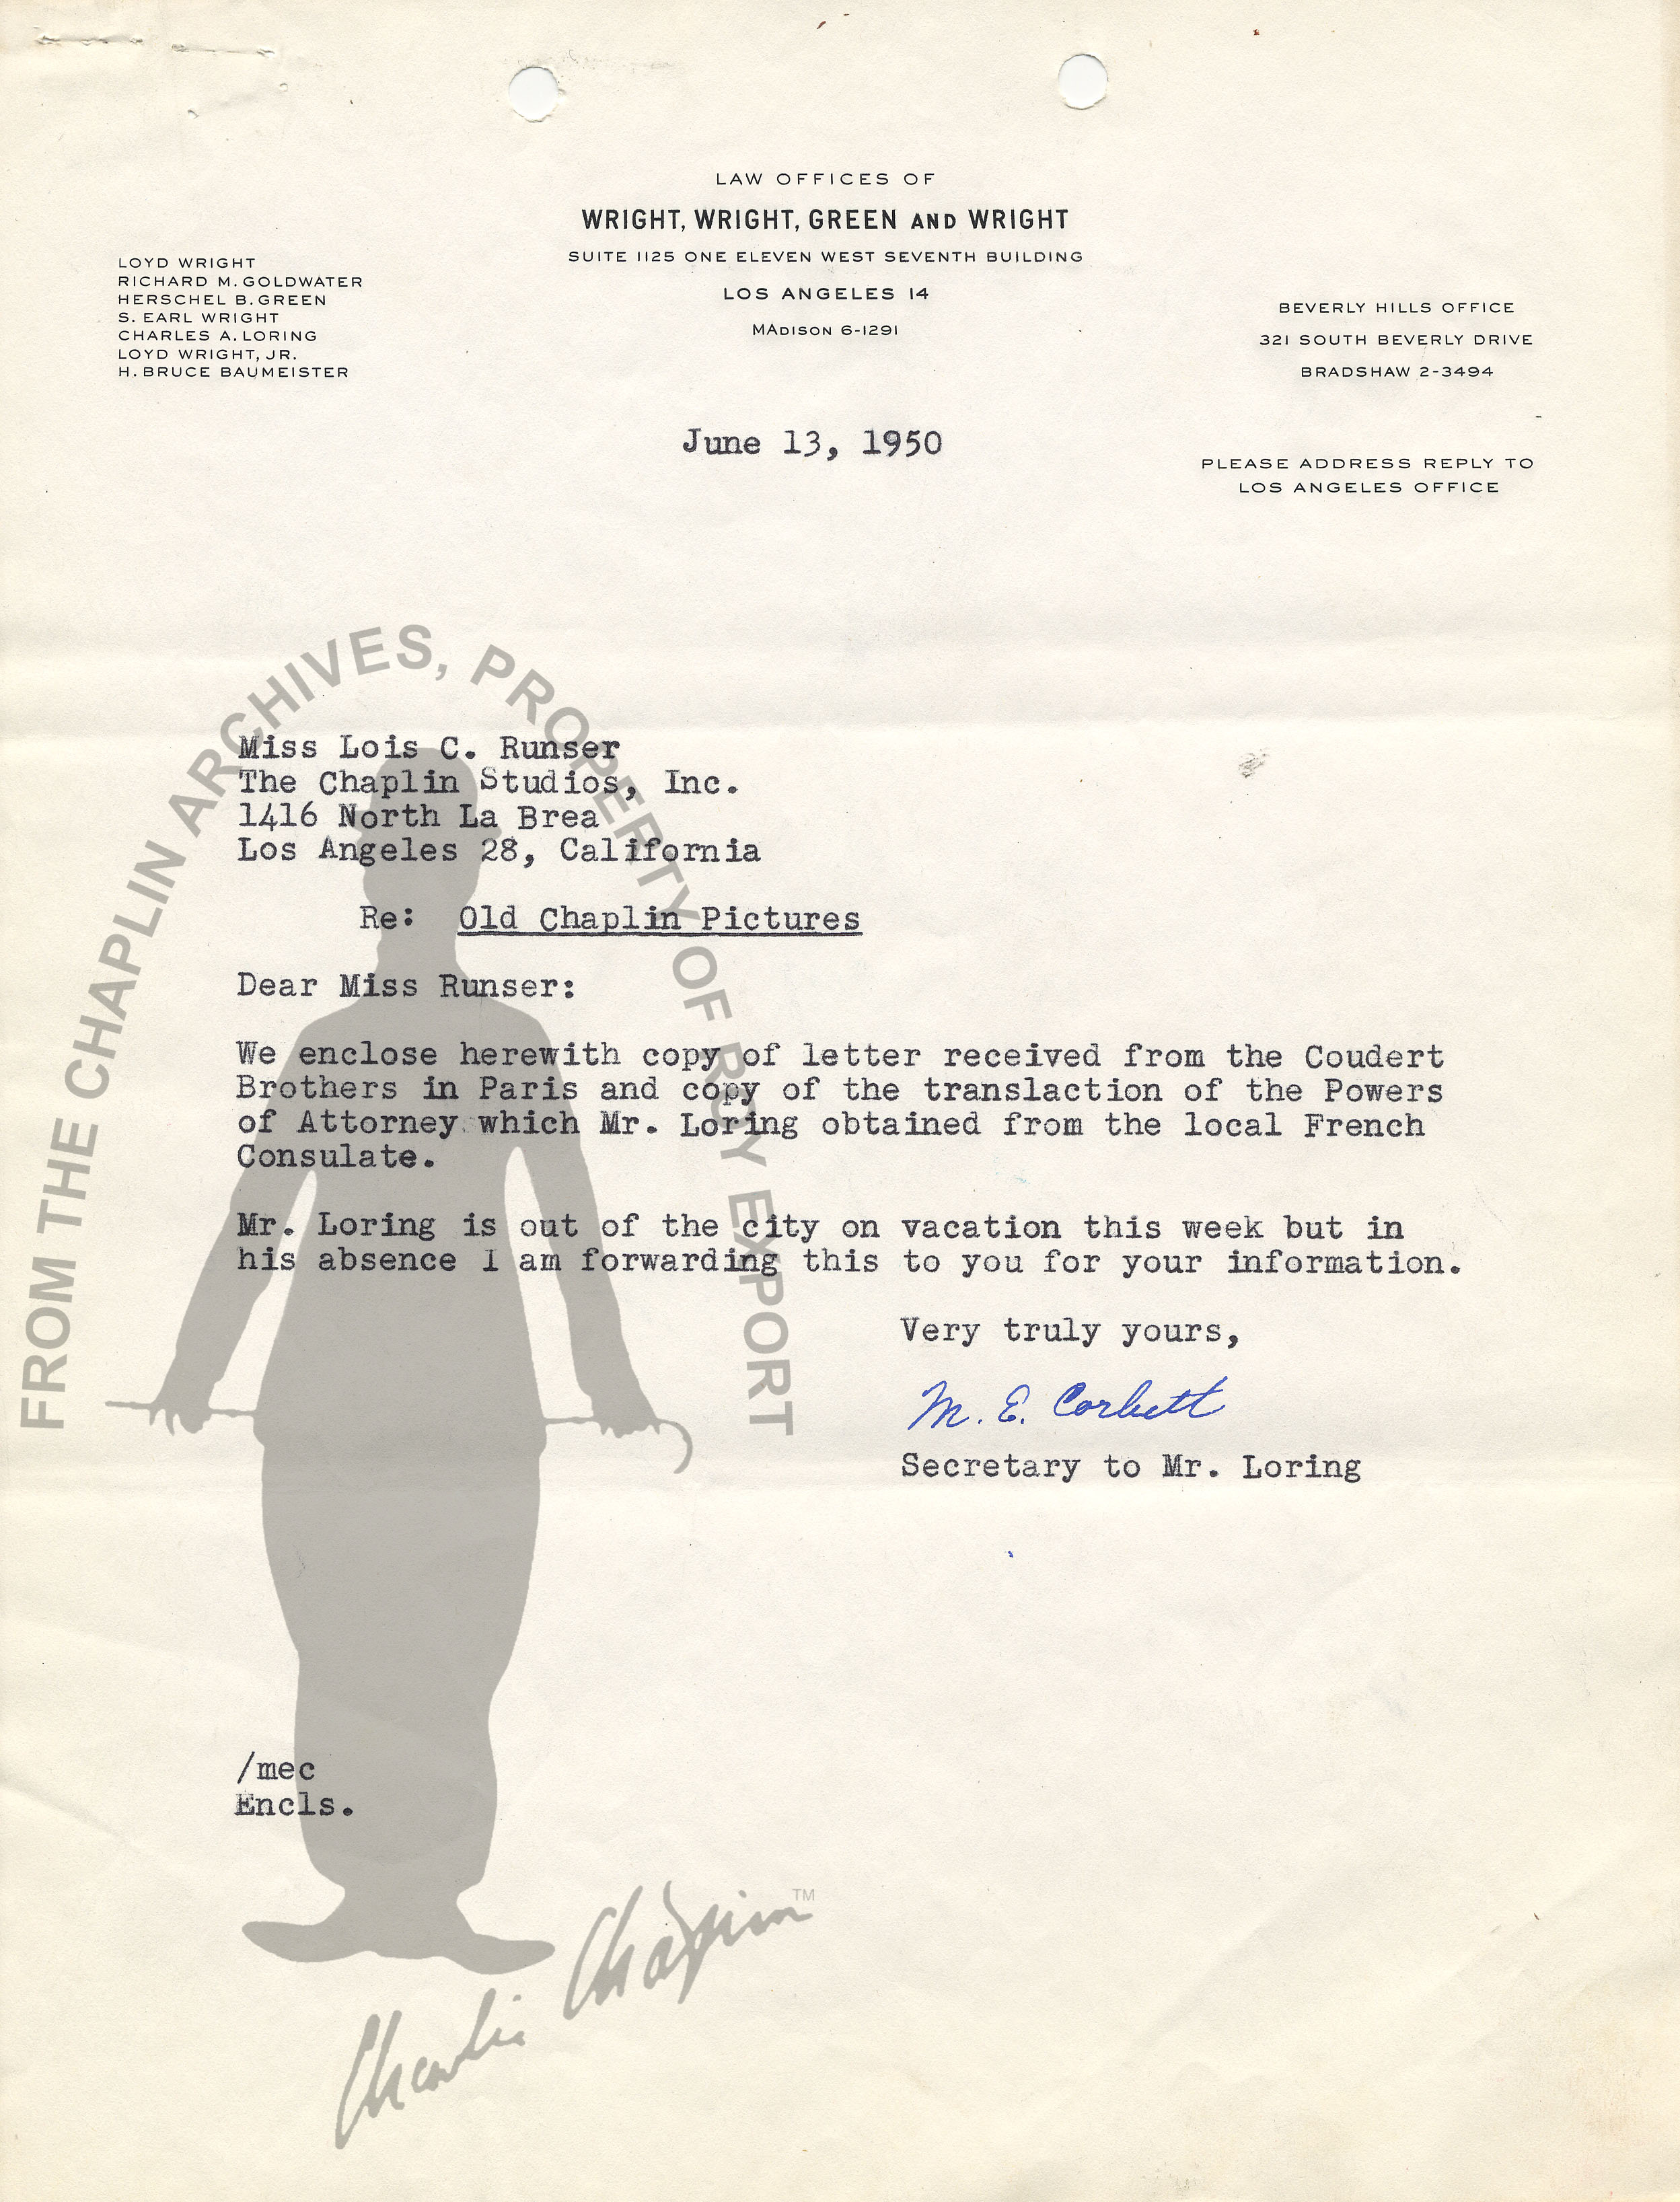 LAW OFFICES OF
WRIGHT, WRIGHT, GREEN AND WRIGHT
SUITE 1125 ONE ELEVEN WEST SEVENTH BUILDING
LOS ANGELES 14
MADISON 6-1291
LOYD WRIGHT
RICHARD M. GOLDWATER
HERSCHEL B. GREEN
S. EARL WRIGHT
CHARLES A. LORING
LOYD WRIGHT, JR.
H. BRUCE BAUMEISTER
BEVERLY HILLS OFFICE
321 SOUTH BEVERLY DRIVE
BRADSHAW 2-3494
June 13, 1950
PLEASE ADDRESS REPLY TO
LOS ANGELES OFFICE
Miss Lois C. Runser
The Chaplin Studios, Inc.
1416 North La Brea
Los Angeles 28, California
Re: Old Chaplin Pictures
Dear Miss Runser:
We enclose herewith copy of letter received from the Coudert
Brothers in Paris and copy of the translaction of the Powers
of Attorney which Mr. Loring obtained from the local French
Consulate.
Mr. Loring is out of the city on vacation this week but in
his absence I am forwarding this to you for your information.
Very truly yours,
M. E. Corbett
Secretary to Mr. Loring
/mec
Encls.
FROM THE CHAPLIN ARCHIVES, PROPERTY OF ROY EXPORT
Charlie Chaplin™